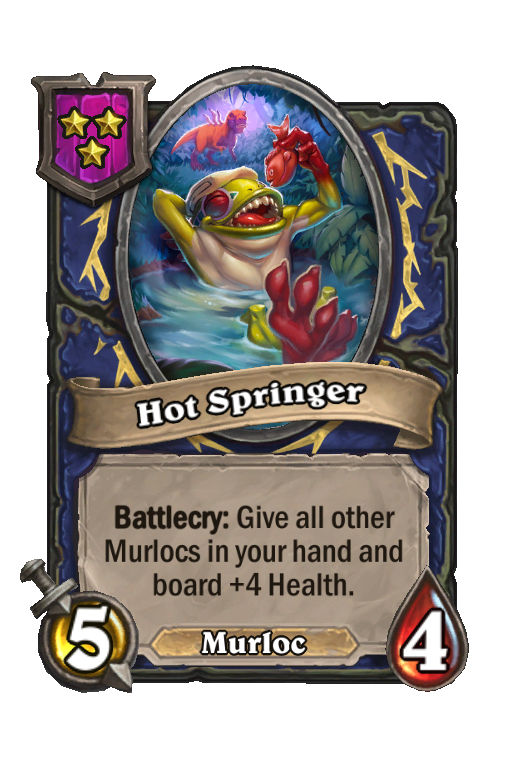 Hot Springer
Battlecry: Give all other
Murlocs in your hand and
board +4 Health.
5
Murloc
4